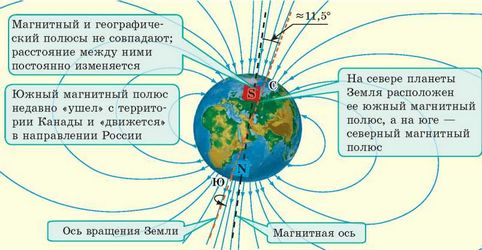 Магнитный и географиче-
ский полюсы не совпадают;
расстояние между ними
постоянно изменяется
≈11,5°
Южный магнитный полюс
недавно «ушел» с террито-
рии Канады и «движется»
в направлении России
С
S
На севере планеты
Земля расположен
ее южный магнитный
полюс, а на юге —
северный магнитный
полюс
N
Ю
Ось вращения Земли
Магнитная ось